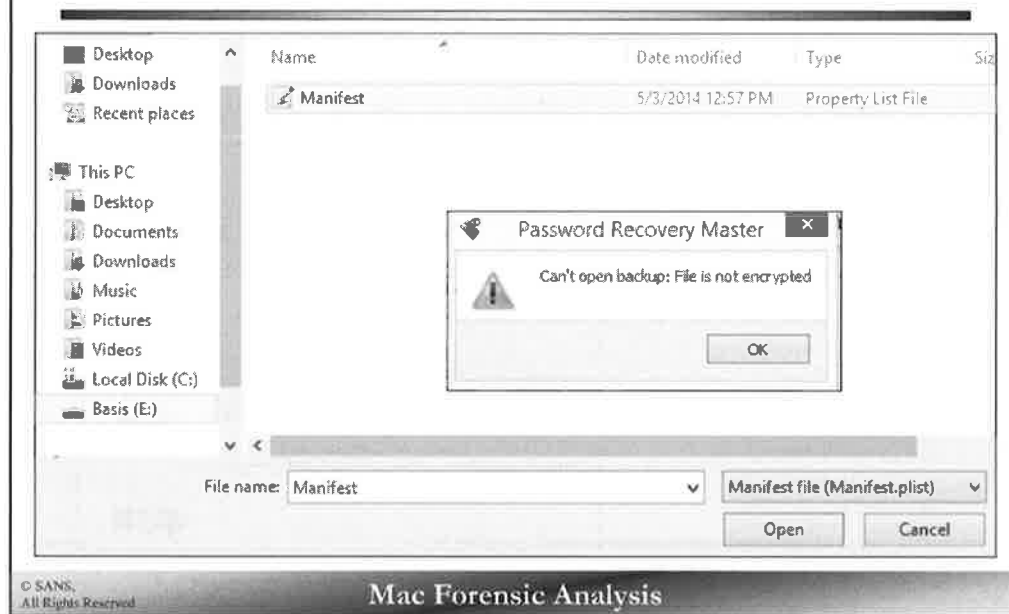 Desktop
Downloads
Recent places
This PC
Desktop
Documents
Downloads
Music
Pictures
Videos
Local Disk (C:)
Basis (E:)
Name Date modified Type Siz
Manifest 5/3/2014 12:57 PM Property List File
Password Recovery Master
Can't open backup: File is not encrypted
OK
File name: Manifest Manifest file (Manifest.plist)
Open Cancel
© SANS,
All Rights Reserved
Mac Forensic Analysis